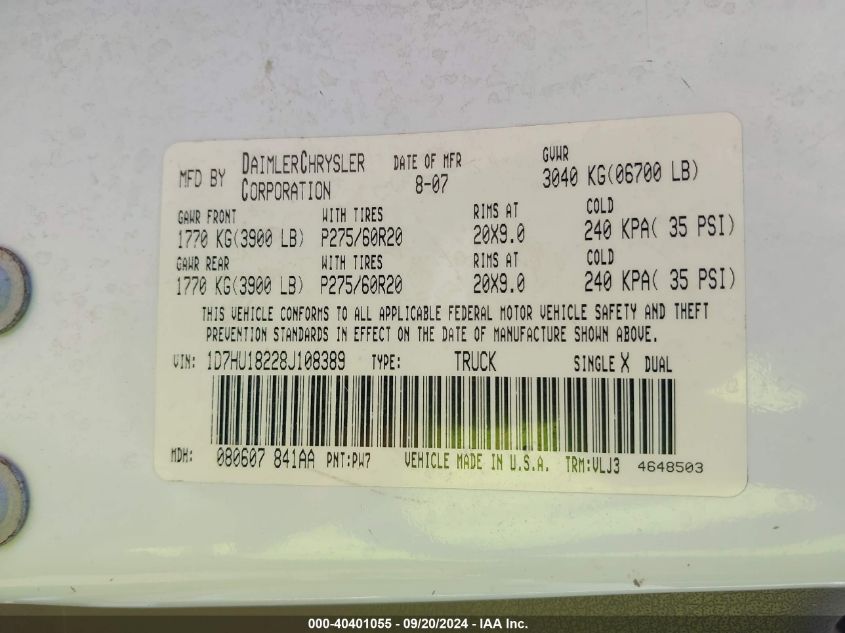 MFD BY DAIMLERCHRYSLER CORPORATION
DATE OF MFR 8-07
GVWR 3040 KG(06700 LB)
GAWR FRONT WITH TIRES RIMS AT COLD
1770 KG(3900 LB) P275/60R20 20X9.0 240 KPA( 35 PSI)
GAWR REAR WITH TIRES RIMS AT COLD
1770 KG(3900 LB) P275/60R20 20X9.0 240 KPA( 35 PSI)
THIS VEHICLE CONFORMS TO ALL APPLICABLE FEDERAL MOTOR VEHICLE SAFETY AND THEFT
PREVENTION STANDARDS IN EFFECT ON THE DATE OF MANUFACTURE SHOWN ABOVE.
VIN: 1D7HU18228J108389 TYPE: TRUCK SINGLE X DUAL
MDH: 080607 841AA PNT:PW7 VEHICLE MADE IN U.S.A. TRM:VLJ3 4648503
000-40401055 - 09/20/2024 - IAA Inc.